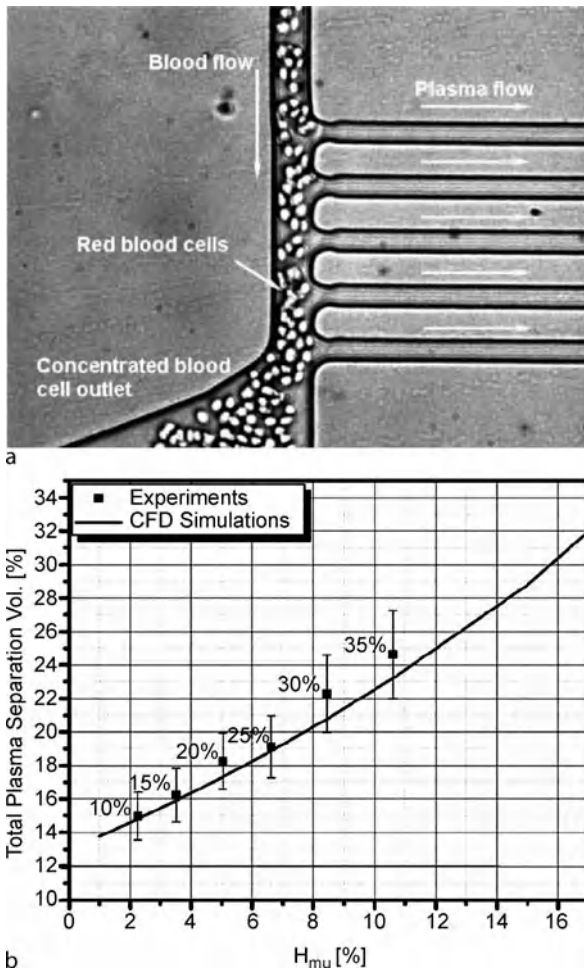 Blood flow
Plasma flow
Red blood cells
Concentrated blood
cell outlet
a
Total Plasma Separation Vol. [%]
34
32
30
28
26
24
22
20
18
16
14
12
10
Experiments
CFD Simulations
10%
15%
20%
25%
30%
35%
0
2
4
6
8
10
12
14
16
H_mu [%]
b